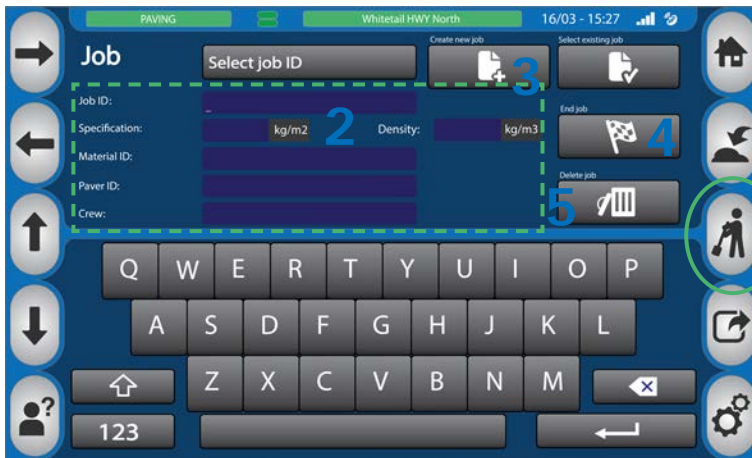 PAVING
Whitetail HWY North
16/03 - 15:27
Job
Select job ID
Create new job
3
Select existing job
Job ID:
_
Specification:
kg/m2
2
Density:
kg/m3
End job
4
Material ID:
Paver ID:
Delete job
5
Crew:
Q W E R T Y U I O P
A S D F G H J K L
Z X C V B N M
123
?